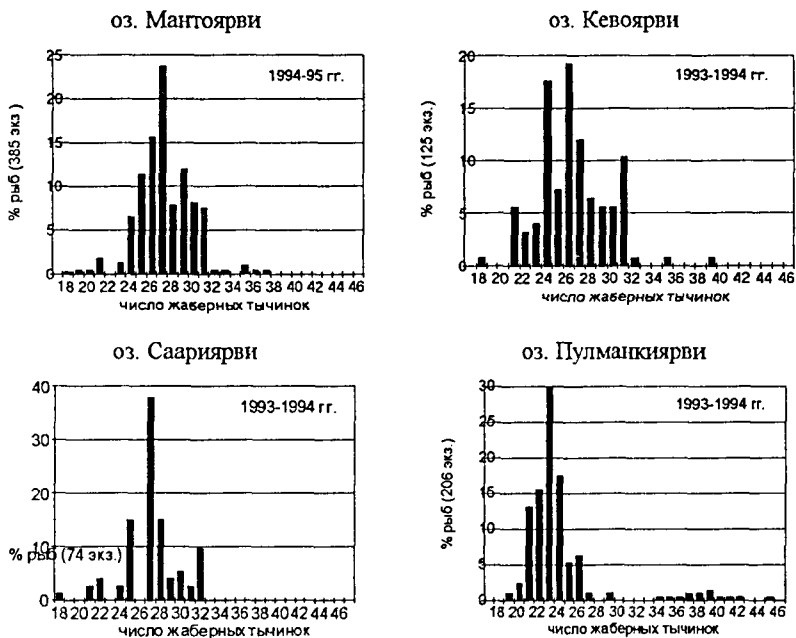 оз. Мантоярви
25
20
15
10
5
0
% рыб (385 экз.)
1994-95 гг.
18 20 22 24 26 28 30 32 34 36 38 40 42 44 46
число жаберных тычинок
оз. Кевоярви
20
15
10
5
0
% рыб (125 экз.)
1993-1994 гг.
18 20 22 24 26 28 30 32 34 36 38 40 42 44 46
число жаберных тычинок
оз. Саариярви
40
30
20
10
0
% рыб (74 экз.)
1993-1994 гг.
18 20 22 24 26 28 30 32 34 36 38 40 42 44 46
число жаберных тычинок
оз. Пулманкиярви
30
25
20
15
10
5
0
% рыб (206 экз.)
1993-1994 гг.
18 20 22 24 26 28 30 32 34 36 38 40 42 44 46
число жаберных тычинок